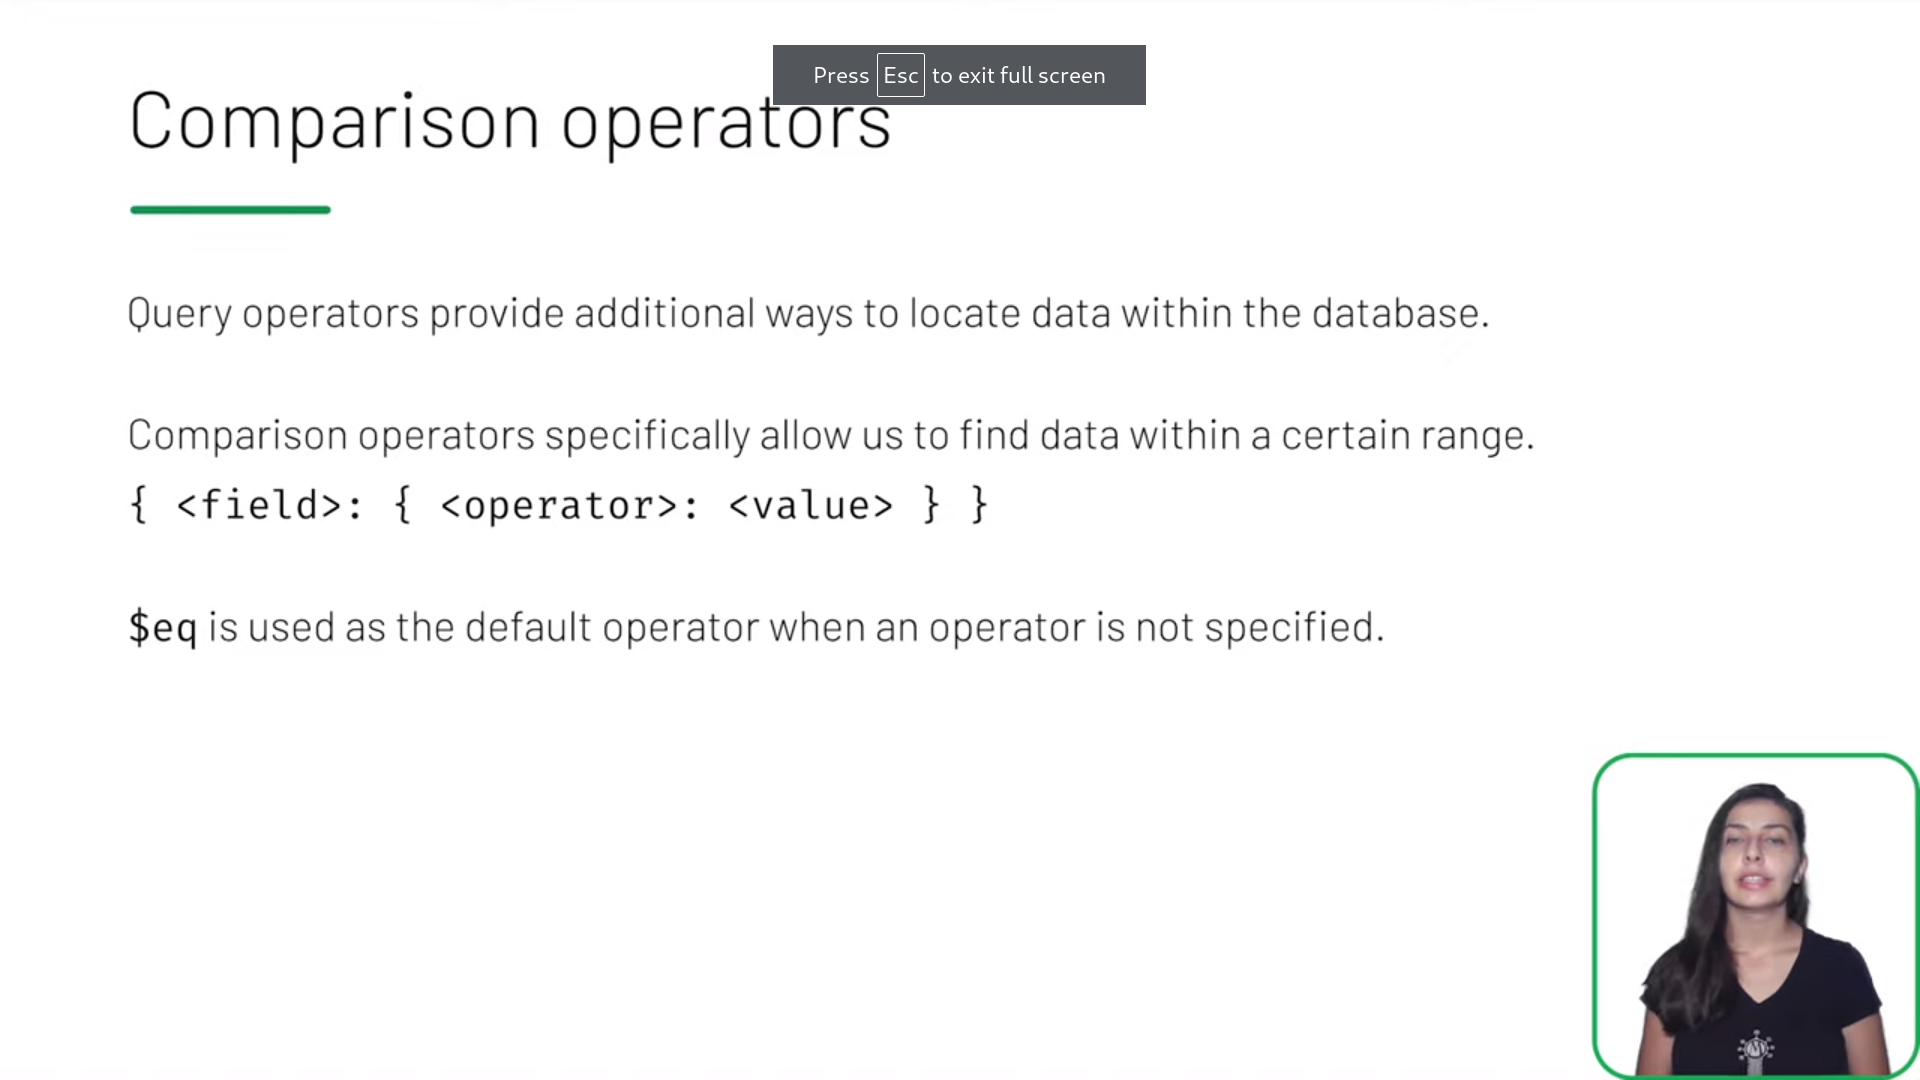 Press Esc to exit full screen
Comparison operators
Query operators provide additional ways to locate data within the database.
Comparison operators specifically allow us to find data within a certain range.
{ <field>: { <operator>: <value> } }
$eq is used as the default operator when an operator is not specified.